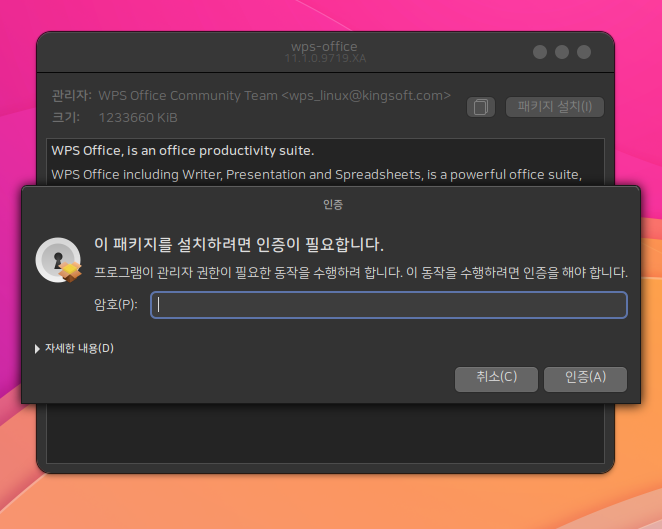 wps-office
11.1.0.9719.XA
관리자: WPS Office Community Team <wps_linux@kingsoft.com>
패키지 설치(I)
크기: 1233660 KiB
WPS Office, is an office productivity suite.
WPS Office including Writer, Presentation and Spreadsheets, is a powerful office suite,
인증
이 패키지를 설치하려면 인증이 필요합니다.
프로그램이 관리자 권한이 필요한 동작을 수행하려 합니다. 이 동작을 수행하려면 인증을 해야 합니다.
암호(P):
자세한 내용(D)
취소(C) 인증(A)